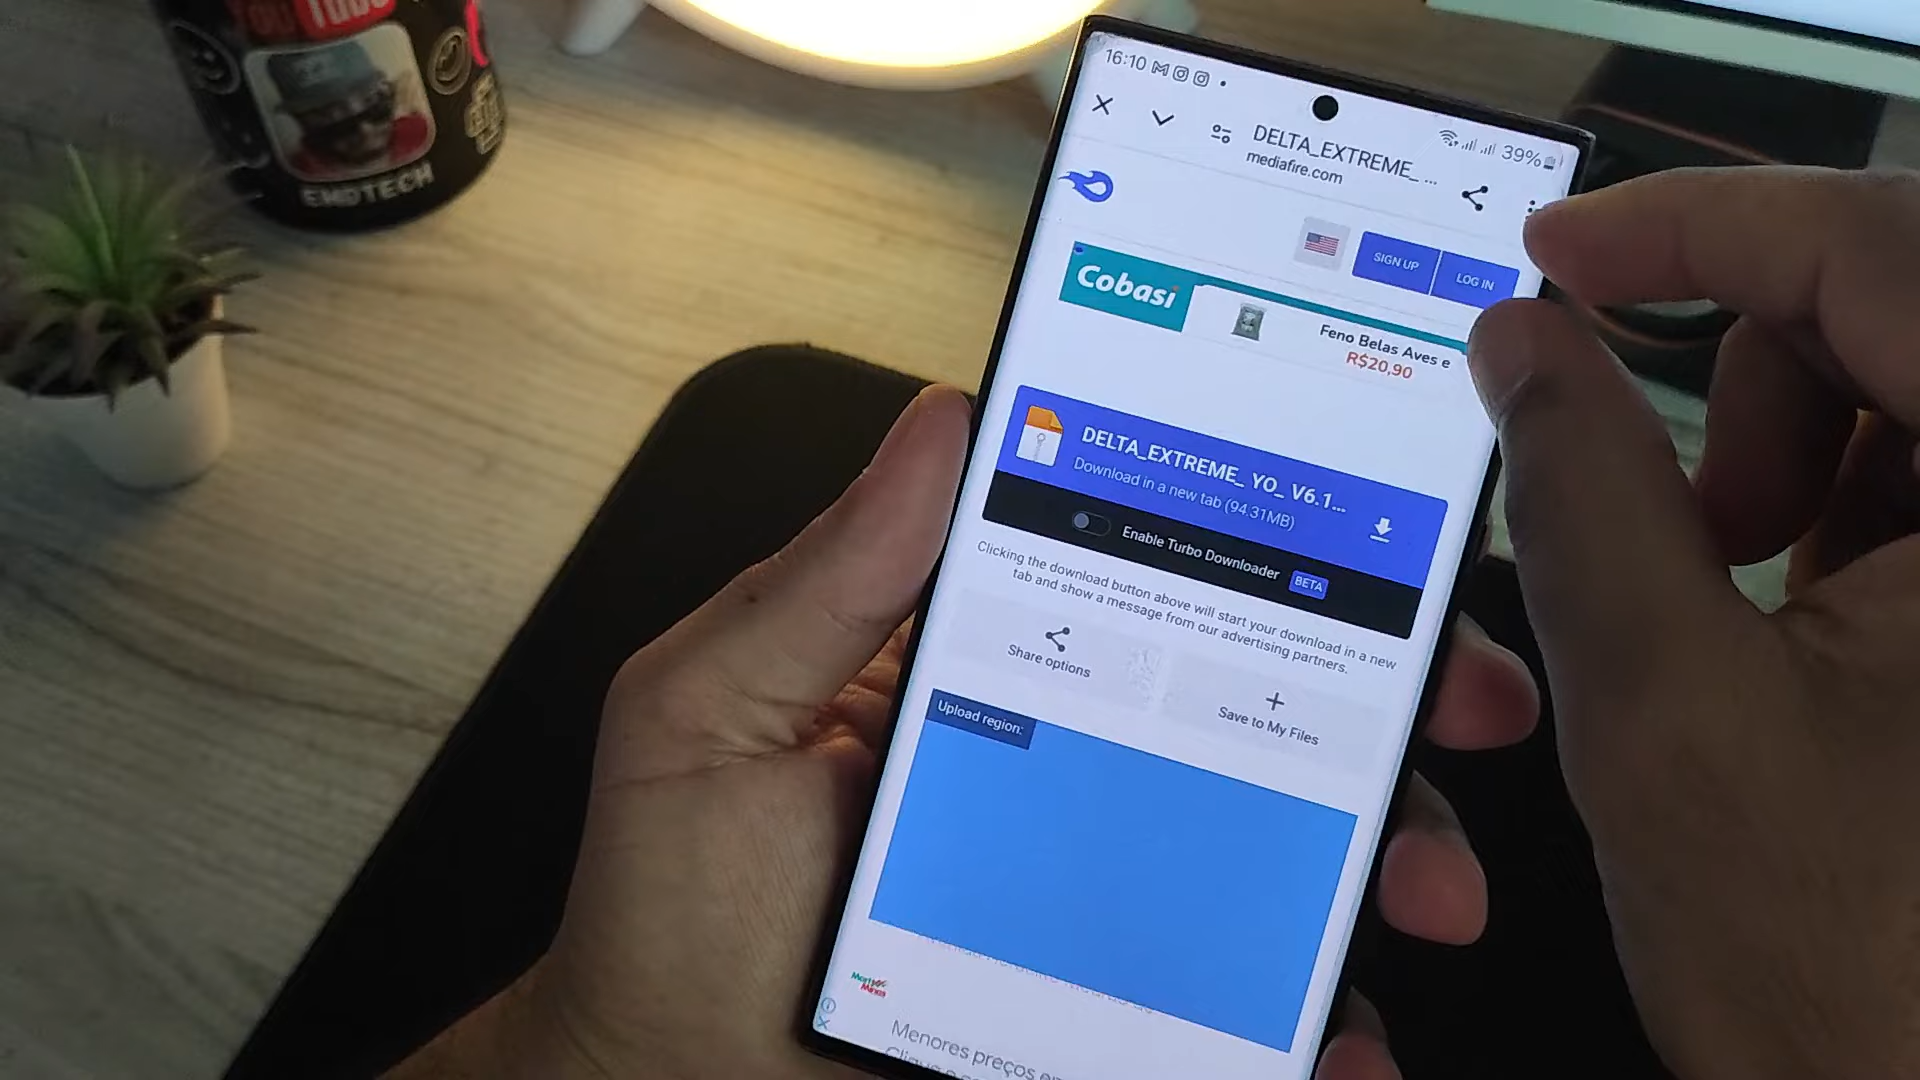 YOUTUBE
EMDTECH
16:10
39%
DELTA_EXTREME_ ...
mediafire.com
SIGN UP
LOG IN
Cobasi
Feno Belas Aves e
R$20,90
DELTA_EXTREME_ YO_ V6.1...
Download in a new tab (94.31MB)
Enable Turbo Downloader BETA
Clicking the download button above will start your download in a new
tab and show a message from our advertising partners.
Share options
Save to My Files
Upload region:
Menores preços em